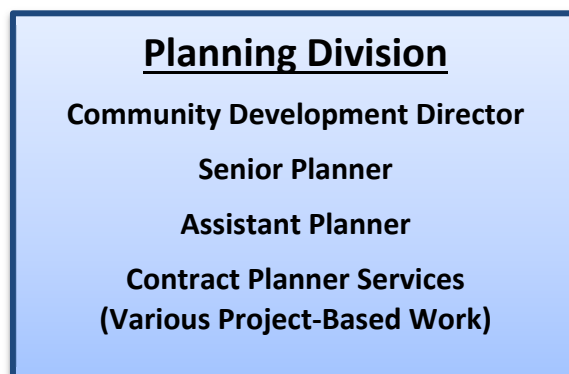 Planning Division
Community Development Director
Senior Planner
Assistant Planner
Contract Planner Services
(Various Project-Based Work)